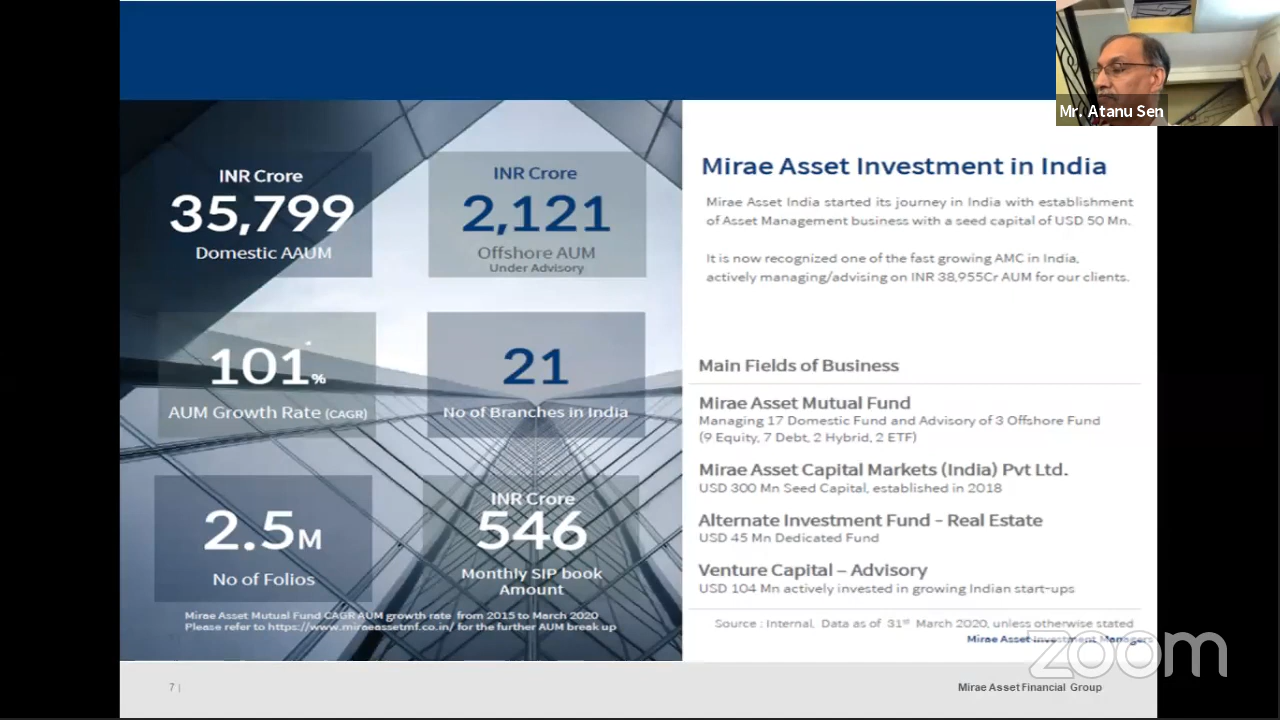 Mr. Atanu Sen
INR Crore
35,799
Domestic AAUM
INR Crore
2,121
Offshore AUM
Under Advisory
101%
AUM Growth Rate (CAGR)
21
No of Branches in India
2.5M
No of Folios
INR Crore
546
Monthly SIP book
Amount
Mirae Asset Mutual Fund CAGR AUM growth rate from 2015 to March 2020
Please refer to https://www.miraeassetmf.co.in/ for the further AUM break up
Mirae Asset Investment in India
Mirae Asset India started its journey in India with establishment
of Asset Management business with a seed capital of USD 50 Mn.
It is now recognized one of the fast growing AMC in India,
actively managing/advising on INR 38,955Cr AUM for our clients.
Main Fields of Business
Mirae Asset Mutual Fund
Managing 17 Domestic Fund and Advisory of 3 Offshore Fund
(9 Equity, 7 Debt, 2 Hybrid, 2 ETF)
Mirae Asset Capital Markets (India) Pvt Ltd.
USD 300 Mn Seed Capital, established in 2018
Alternate Investment Fund – Real Estate
USD 45 Mn Dedicated Fund
Venture Capital – Advisory
USD 104 Mn actively invested in growing Indian start-ups
Source : Internal, Data as of 31st March 2020, unless otherwise stated
Mirae Asset Investment Managers
zoom
7 |
Mirae Asset Financial Group